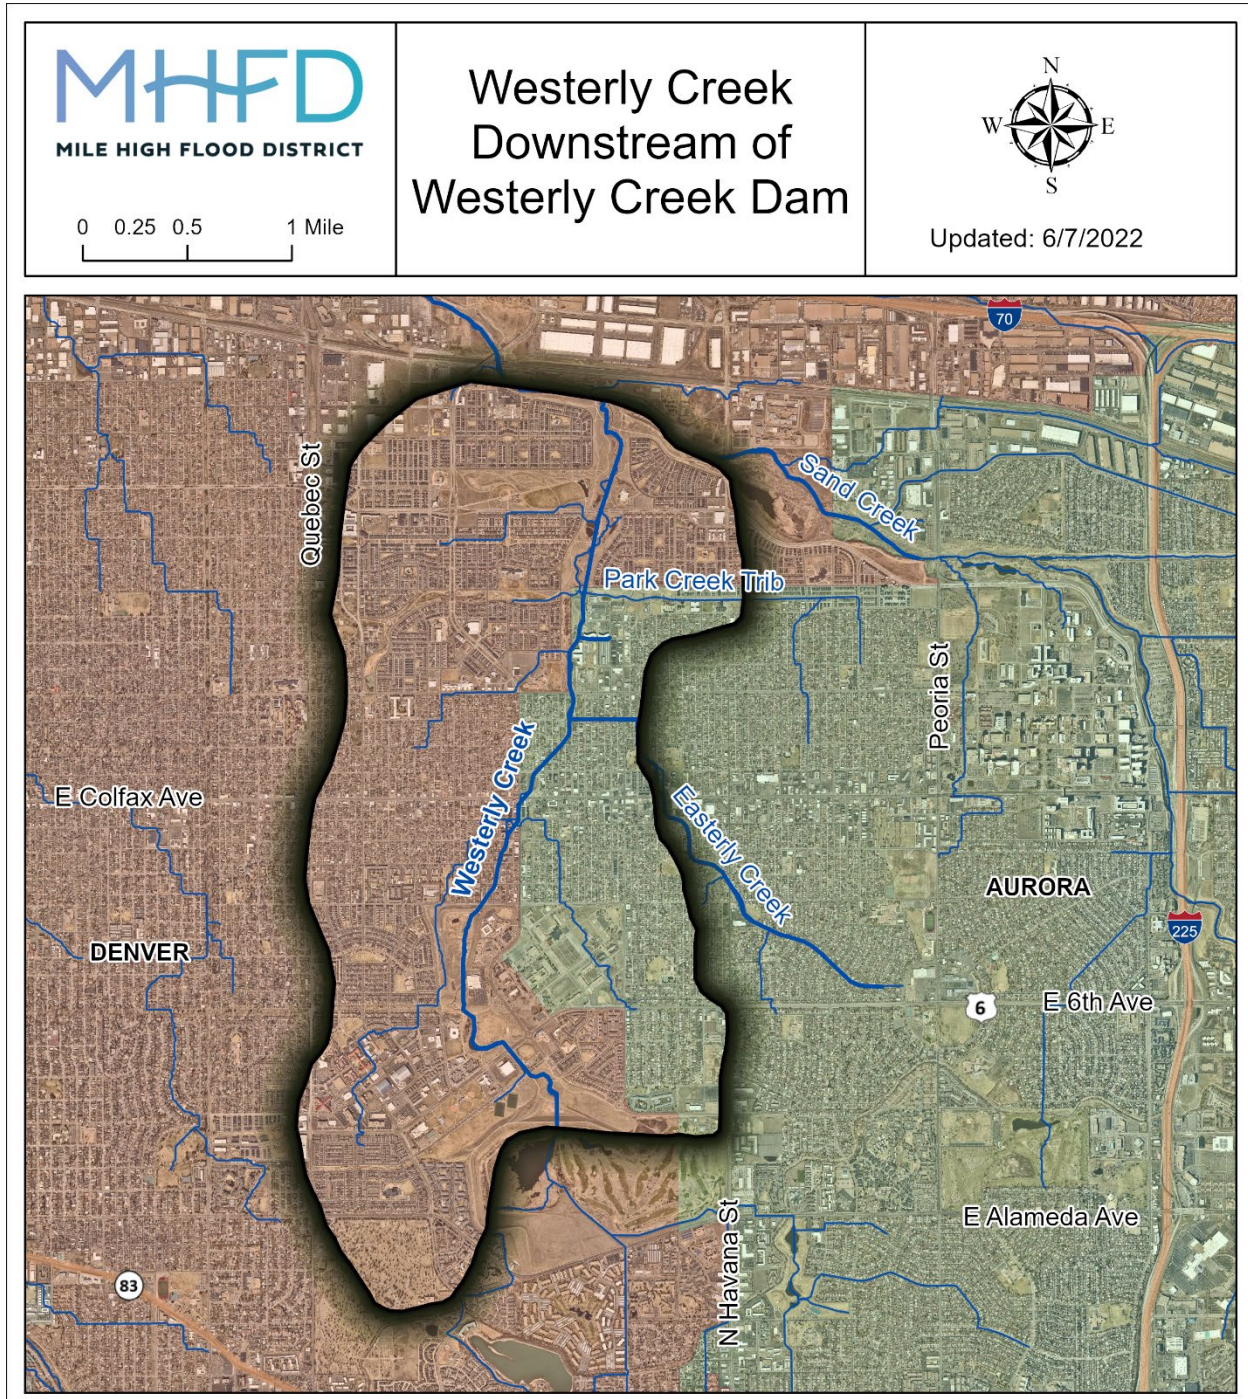 MHFD
MILE HIGH FLOOD DISTRICT
0 0.25 0.5 1 Mile
Westerly Creek
Downstream of
Westerly Creek Dam
N
W E
S
Updated: 6/7/2022
70
Quebec St
Sand Creek
Park Creek Trib
Peoria St
Westerly Creek
E Colfax Ave
Easterly Creek
AURORA
225
DENVER
6
E 6th Ave
N Havana St
E Alameda Ave
83